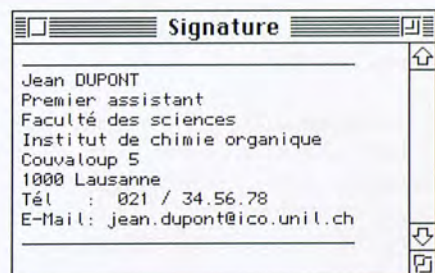 Signature
Jean DUPONT
Premier assistant
Faculté des sciences
Institut de chimie organique
Couvaloup 5
1000 Lausanne
Tél   :  021 / 34.56.78
E-Mail: jean.dupont@ico.unil.ch